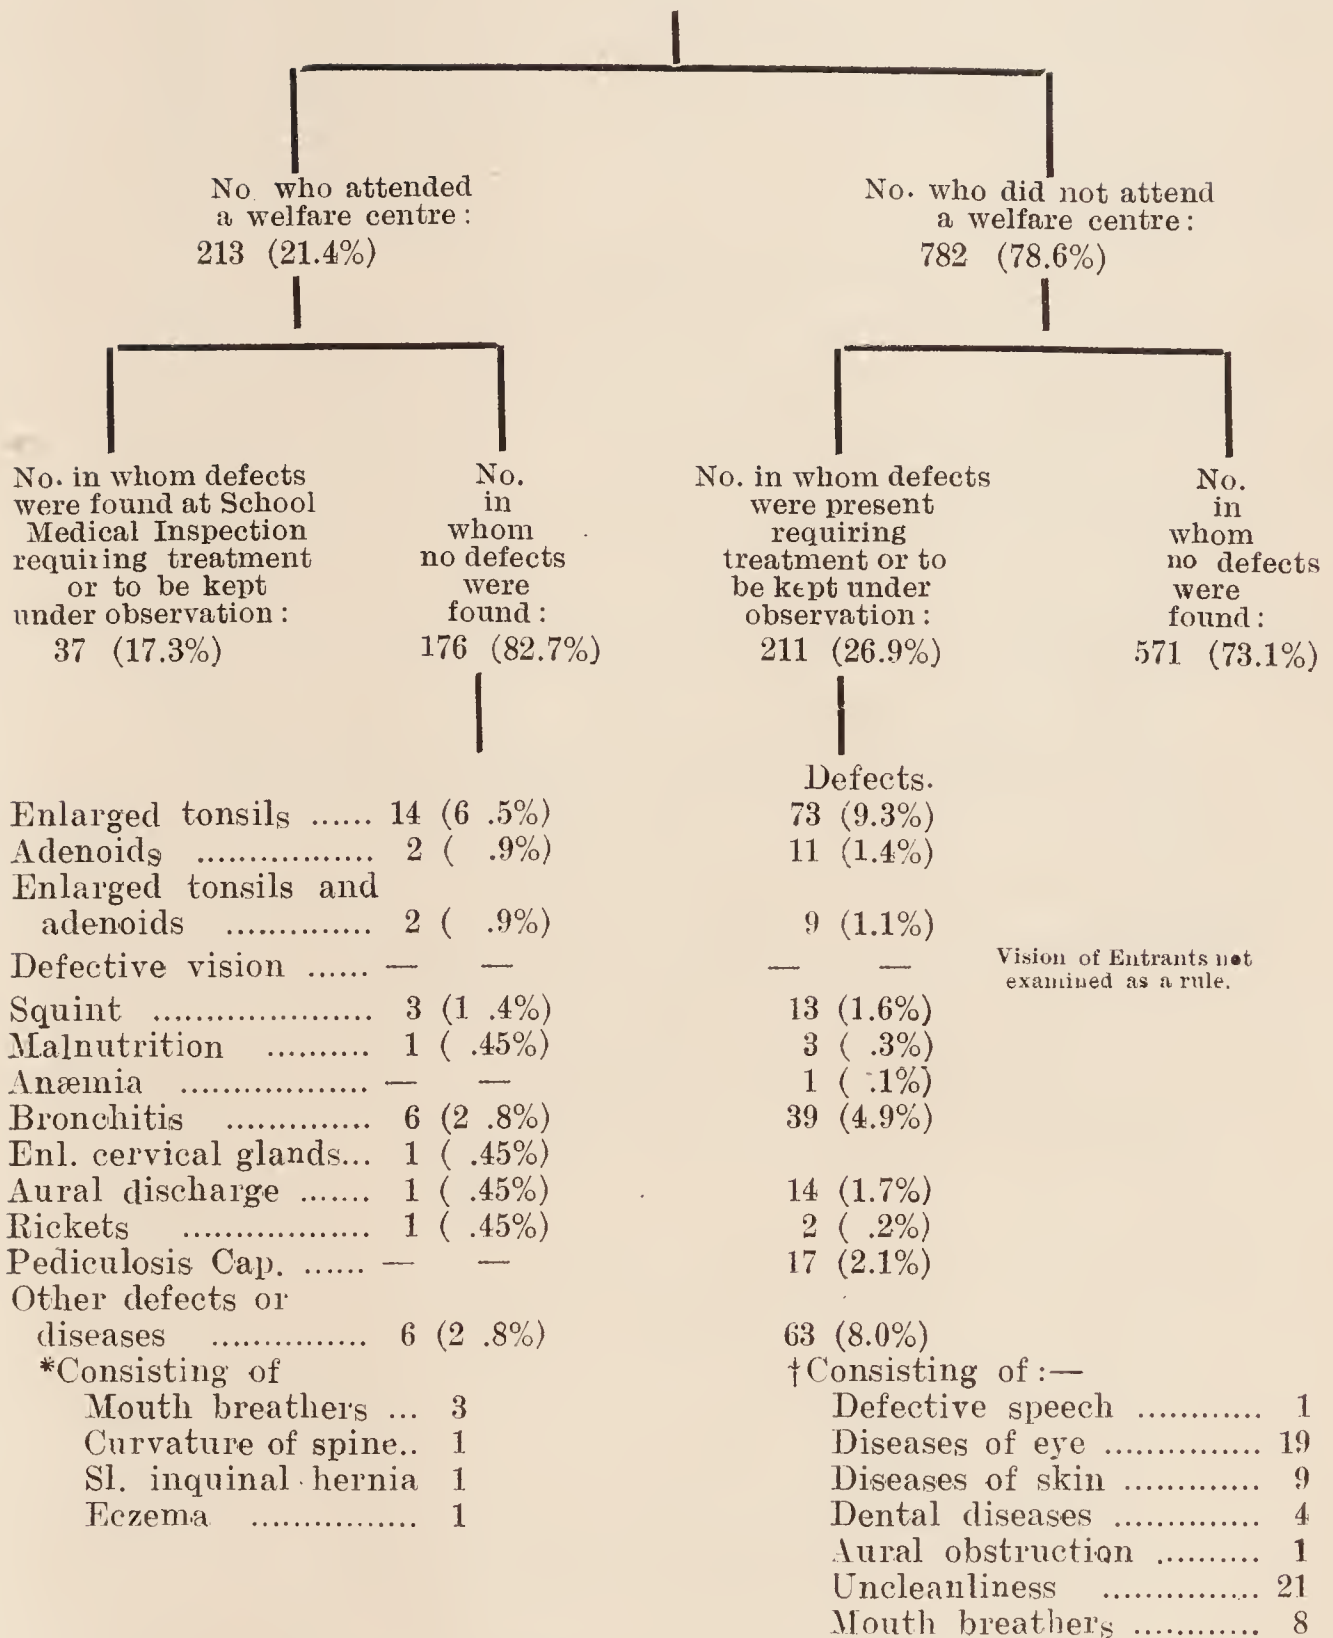 No. who attended
a welfare centre:
213 (21.4%)
No. who did not attend
a welfare centre:
782 (78.6%)
No. in whom defects
were found at School
Medical Inspection
requiring treatment
or to be kept
under observation:
37 (17.3%)
No.
in
whom
no defects
were
found:
176 (82.7%)
No. in whom defects
were present
requiring
treatment or to
be kept under
observation:
211 (26.9%)
No.
in
whom
no defects
were
found:
571 (73.1%)
Defects.
Enlarged tonsils ...... 14 (6 .5%) 73 (9.3%)
Adenoids ................. 2 ( .9%) 11 (1.4%)
Enlarged tonsils and
adenoids .............. 2 ( .9%) 9 (1.1%)
Defective vision ...... — — — — Vision of Entrants not
examined as a rule.
Squint ..................... 3 (1 .4%) 13 (1.6%)
Malnutrition .......... 1 ( .45%) 3 ( .3%)
Anæmia .................. — — 1 ( .1%)
Bronchitis .............. 6 (2 .8%) 39 (4.9%)
Enl. cervical glands... 1 ( .45%)
Aural discharge ....... 1 ( .45%) 14 (1.7%)
Rickets .................. 1 ( .45%) 2 ( .2%)
Pediculosis Cap. ...... — — 17 (2.1%)
Other defects or
diseases ............... 6 (2 .8%) 63 (8.0%)
*Consisting of
Mouth breathers ... 3
Curvature of spine.. 1
Sl. inquinal hernia 1
Eczema ................ 1
†Consisting of:—
Defective speech ............ 1
Diseases of eye ............... 19
Diseases of skin ............. 9
Dental diseases .............. 4
Aural obstruction .......... 1
Uncleanliness ............... 21
Mouth breathers ............ 8